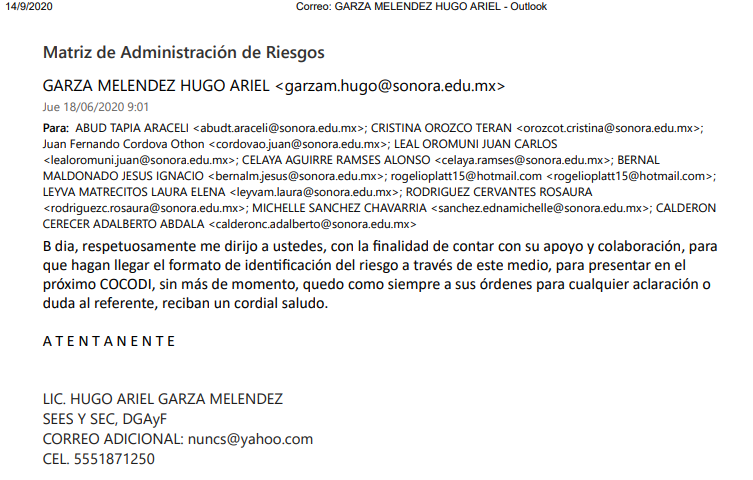 14/9/2020 Correo: GARZA MELENDEZ HUGO ARIEL - Outlook
Matriz de Administración de Riesgos
GARZA MELENDEZ HUGO ARIEL <garzam.hugo@sonora.edu.mx>
Jue 18/06/2020 9:01
Para: ABUD TAPIA ARACELI <abudt.araceli@sonora.edu.mx>; CRISTINA OROZCO TERAN <orozcot.cristina@sonora.edu.mx>;
Juan Fernando Cordova Othon <cordovao.juan@sonora.edu.mx>; LEAL OROMUNI JUAN CARLOS
<lealoromuni.juan@sonora.edu.mx>; CELAYA AGUIRRE RAMSES ALONSO <celaya.ramses@sonora.edu.mx>; BERNAL
MALDONADO JESUS IGNACIO <bernalm.jesus@sonora.edu.mx>; rogelioplatt15@hotmail.com <rogelioplatt15@hotmail.com>;
LEYVA MATRECITOS LAURA ELENA <leyvam.laura@sonora.edu.mx>; RODRIGUEZ CERVANTES ROSAURA
<rodriguezc.rosaura@sonora.edu.mx>; MICHELLE SANCHEZ CHAVARRIA <sanchez.ednamichelle@sonora.edu.mx>; CALDERON
CERECER ADALBERTO ABDALA <calderonc.adalberto@sonora.edu.mx>
B dia, respetuosamente me dirijo a ustedes, con la finalidad de contar con su apoyo y colaboración, para
que hagan llegar el formato de identificación del riesgo a través de este medio, para presentar en el
próximo COCODI, sin más de momento, quedo como siempre a sus órdenes para cualquier aclaración o
duda al referente, reciban un cordial saludo.
A T E N T A N E N T E
LIC. HUGO ARIEL GARZA MELENDEZ
SEES Y SEC, DGAyF
CORREO ADICIONAL: nuncs@yahoo.com
CEL. 5551871250